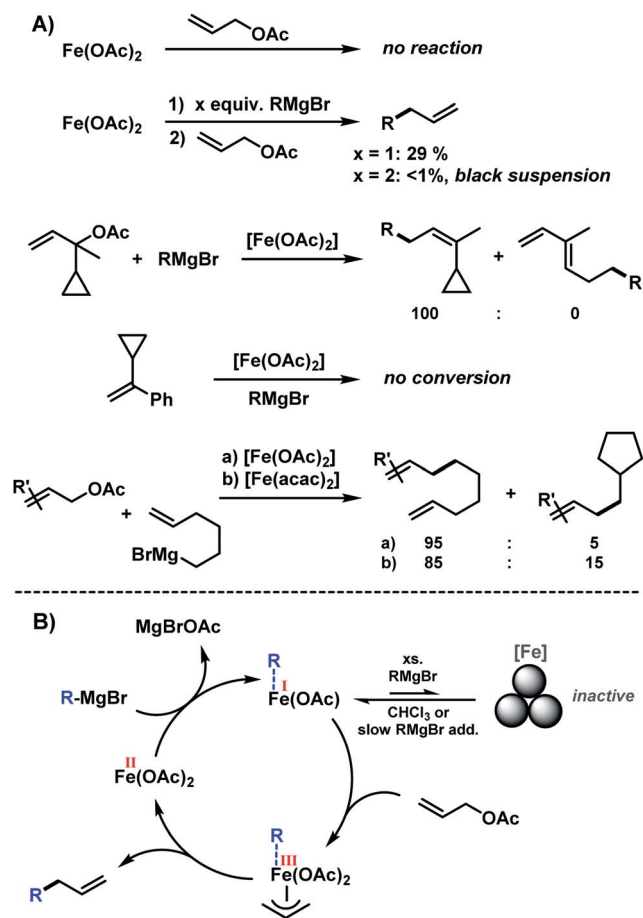 A)
OAc
Fe(OAc)2 no reaction
1) x equiv. RMgBr
Fe(OAc)2
2) OAc
R
x = 1: 29 %
x = 2: <1%, black suspension
OAc
+ RMgBr
[Fe(OAc)2]
R + R
100 : 0
Ph
[Fe(OAc)2]
RMgBr
no conversion
R' OAc
+
BrMg
a) [Fe(OAc)2]
b) [Fe(acac)2]
R' + R'
a) 95 : 5
b) 85 : 15
B)
MgBrOAc
R-MgBr
R
I
Fe(OAc)
xs.
RMgBr
CHCl3 or
slow RMgBr add.
[Fe]
inactive
II
Fe(OAc)2
OAc
R
III
Fe(OAc)2
R